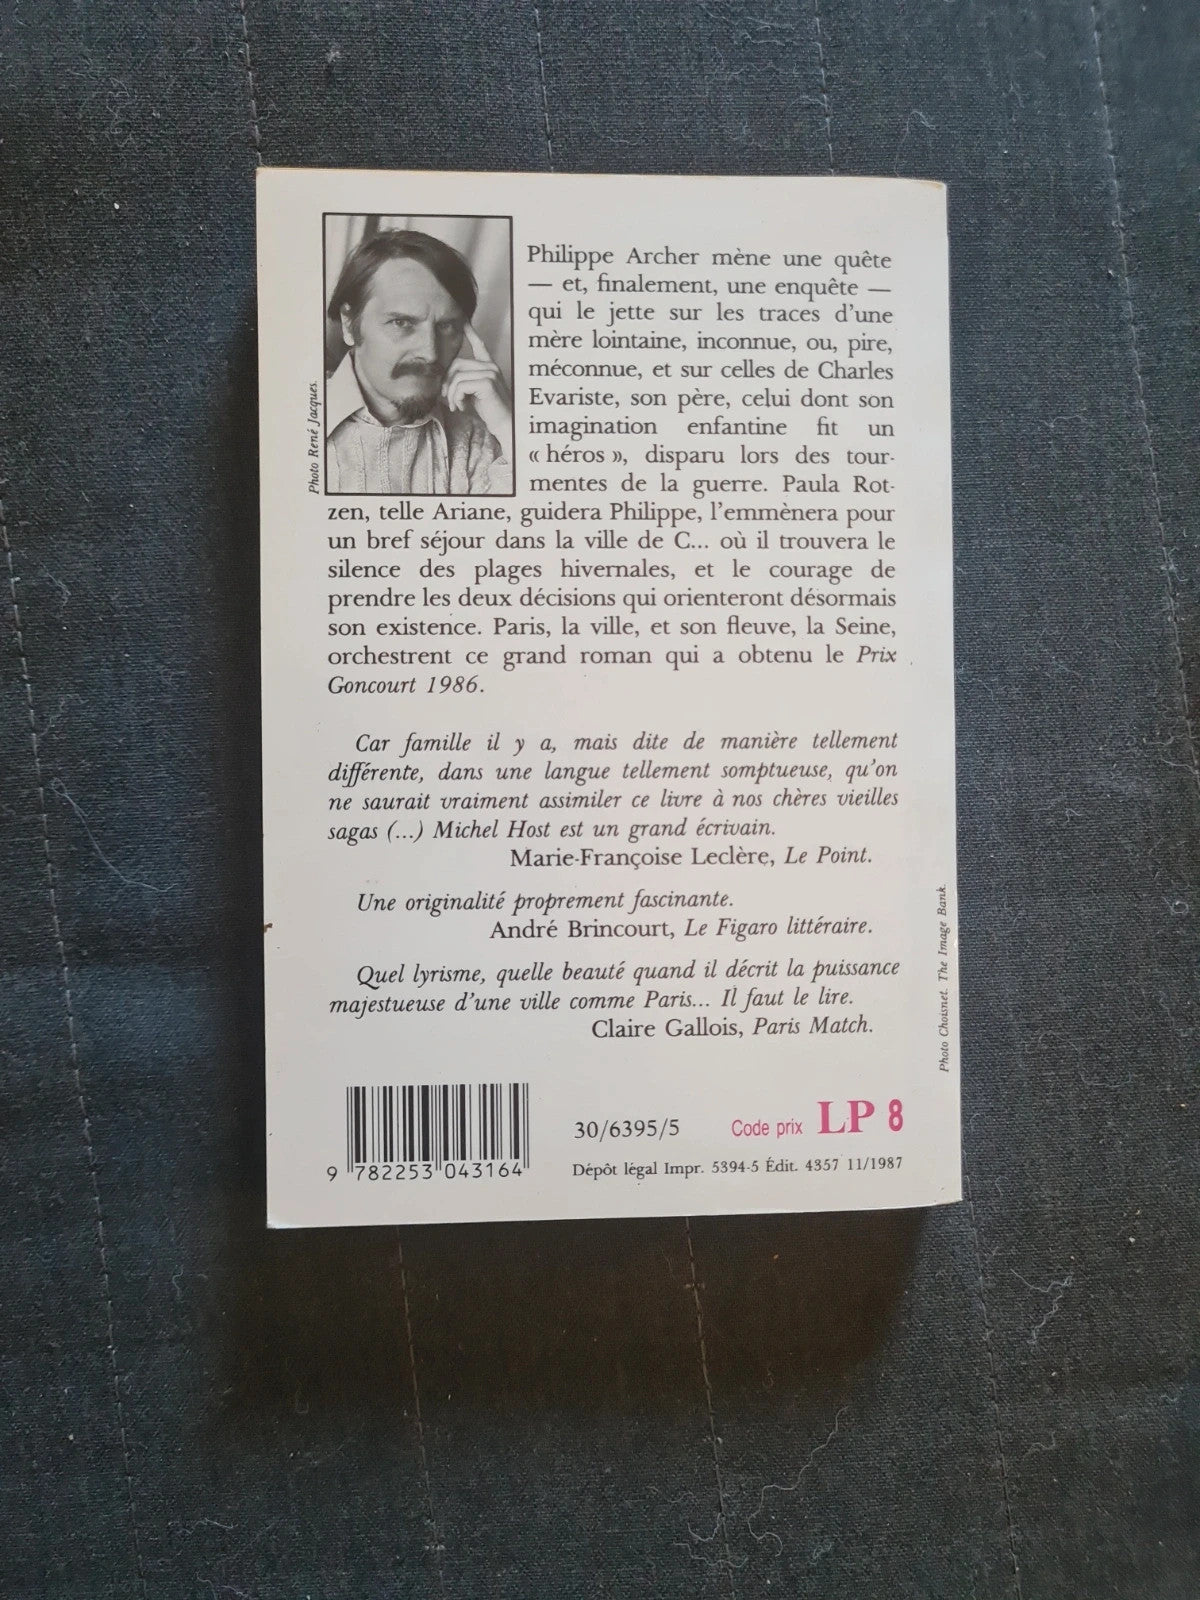 Photo René Jacques.
Philippe Archer mène une quête
— et, finalement, une enquête —
qui le jette sur les traces d'une
mère lointaine, inconnue, ou, pire,
méconnue, et sur celles de Charles
Evariste, son père, celui dont son
imagination enfantine fit un
« héros », disparu lors des tour-
mentes de la guerre. Paula Rot-
zen, telle Ariane, guidera Philippe, l'emmènera pour
un bref séjour dans la ville de C... où il trouvera le
silence des plages hivernales, et le courage de
prendre les deux décisions qui orienteront désormais
son existence. Paris, la ville, et son fleuve, la Seine,
orchestrent ce grand roman qui a obtenu le Prix
Goncourt 1986.
Car famille il y a, mais dite de manière tellement
différente, dans une langue tellement somptueuse, qu'on
ne saurait vraiment assimiler ce livre à nos chères vieilles
sagas (...) Michel Host est un grand écrivain.
Marie-Françoise Leclère, Le Point.
Une originalité proprement fascinante.
André Brincourt, Le Figaro littéraire.
Quel lyrisme, quelle beauté quand il décrit la puissance
majestueuse d'une ville comme Paris... Il faut le lire.
Claire Gallois, Paris Match.
Photo Choisnet. The Image Bank.
9 782253 043164
30/6395/5
Code prix LP 8
Dépôt légal Impr. 5394-5 Édit. 4357 11/1987